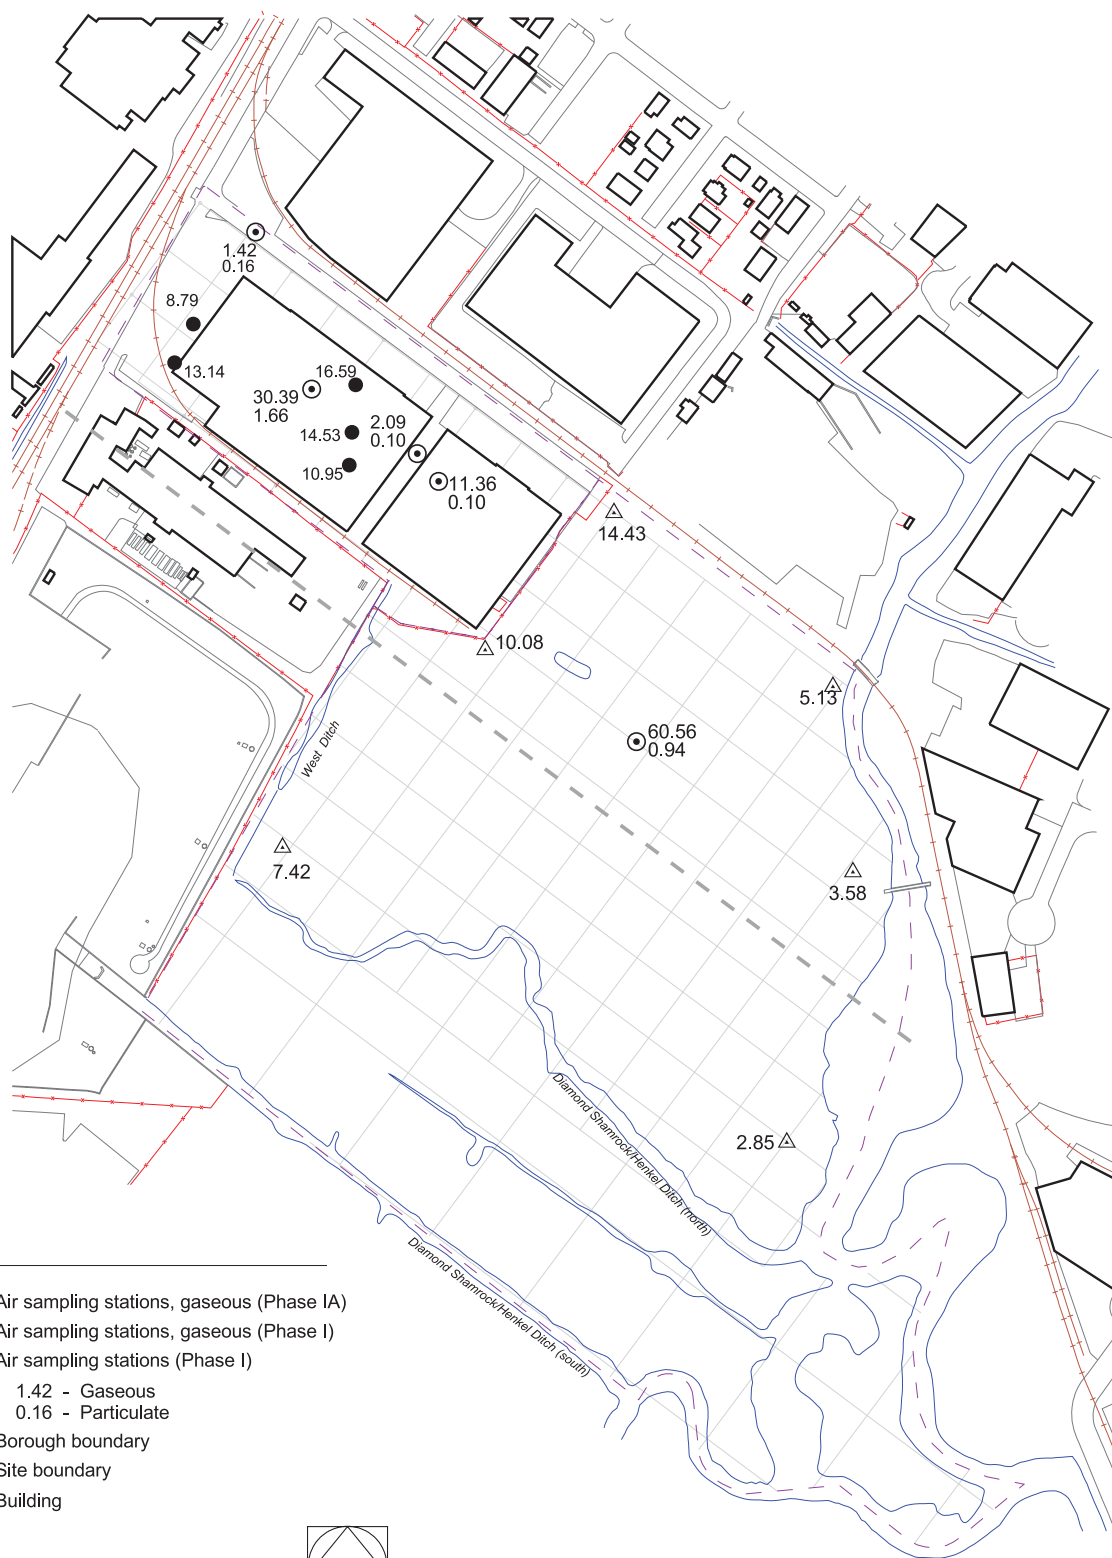 1.42
0.16
8.79
13.14
16.59
30.39
1.66
2.09
0.10
14.53
10.95
11.36
0.10
14.43
10.08
5.13
60.56
0.94
West Ditch
7.42
3.58
Diamond Shamrock/Henkel Ditch (north)
2.85
Diamond Shamrock/Henkel Ditch (south)
Air sampling stations, gaseous (Phase IA)
Air sampling stations, gaseous (Phase I)
Air sampling stations (Phase I)
1.42 - Gaseous
0.16 - Particulate
Borough boundary
Site boundary
Building